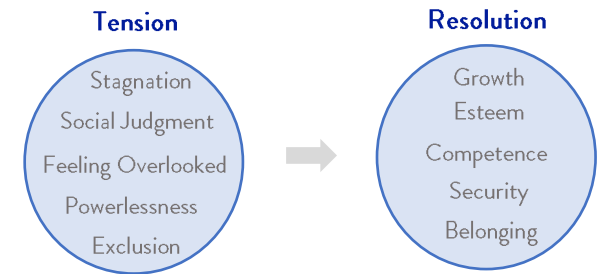 Tension
Stagnation
Social Judgment
Feeling Overlooked
Powerlessness
Exclusion
Resolution
Growth
Esteem
Competence
Security
Belonging